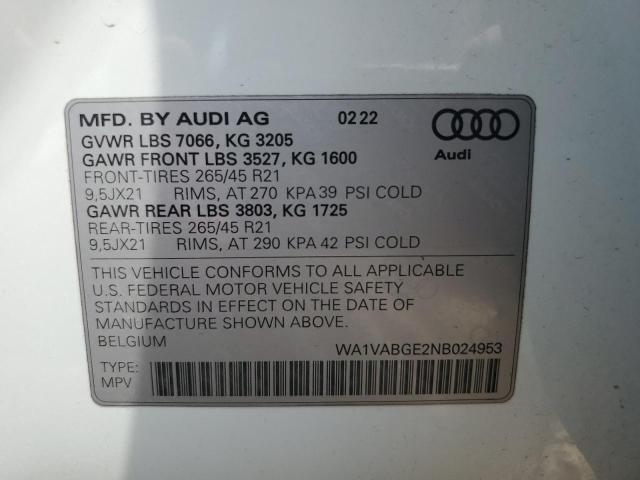 MFD. BY AUDI AG 02 22
GVWR LBS 7066, KG 3205
GAWR FRONT LBS 3527, KG 1600
FRONT-TIRES 265/45 R21
9,5JX21 RIMS, AT 270 KPA 39 PSI COLD
GAWR REAR LBS 3803, KG 1725
REAR-TIRES 265/45 R21
9,5JX21 RIMS, AT 290 KPA 42 PSI COLD
Audi
THIS VEHICLE CONFORMS TO ALL APPLICABLE
U.S. FEDERAL MOTOR VEHICLE SAFETY
STANDARDS IN EFFECT ON THE DATE OF
MANUFACTURE SHOWN ABOVE.
BELGIUM WA1VABGE2NB024953
TYPE:
MPV